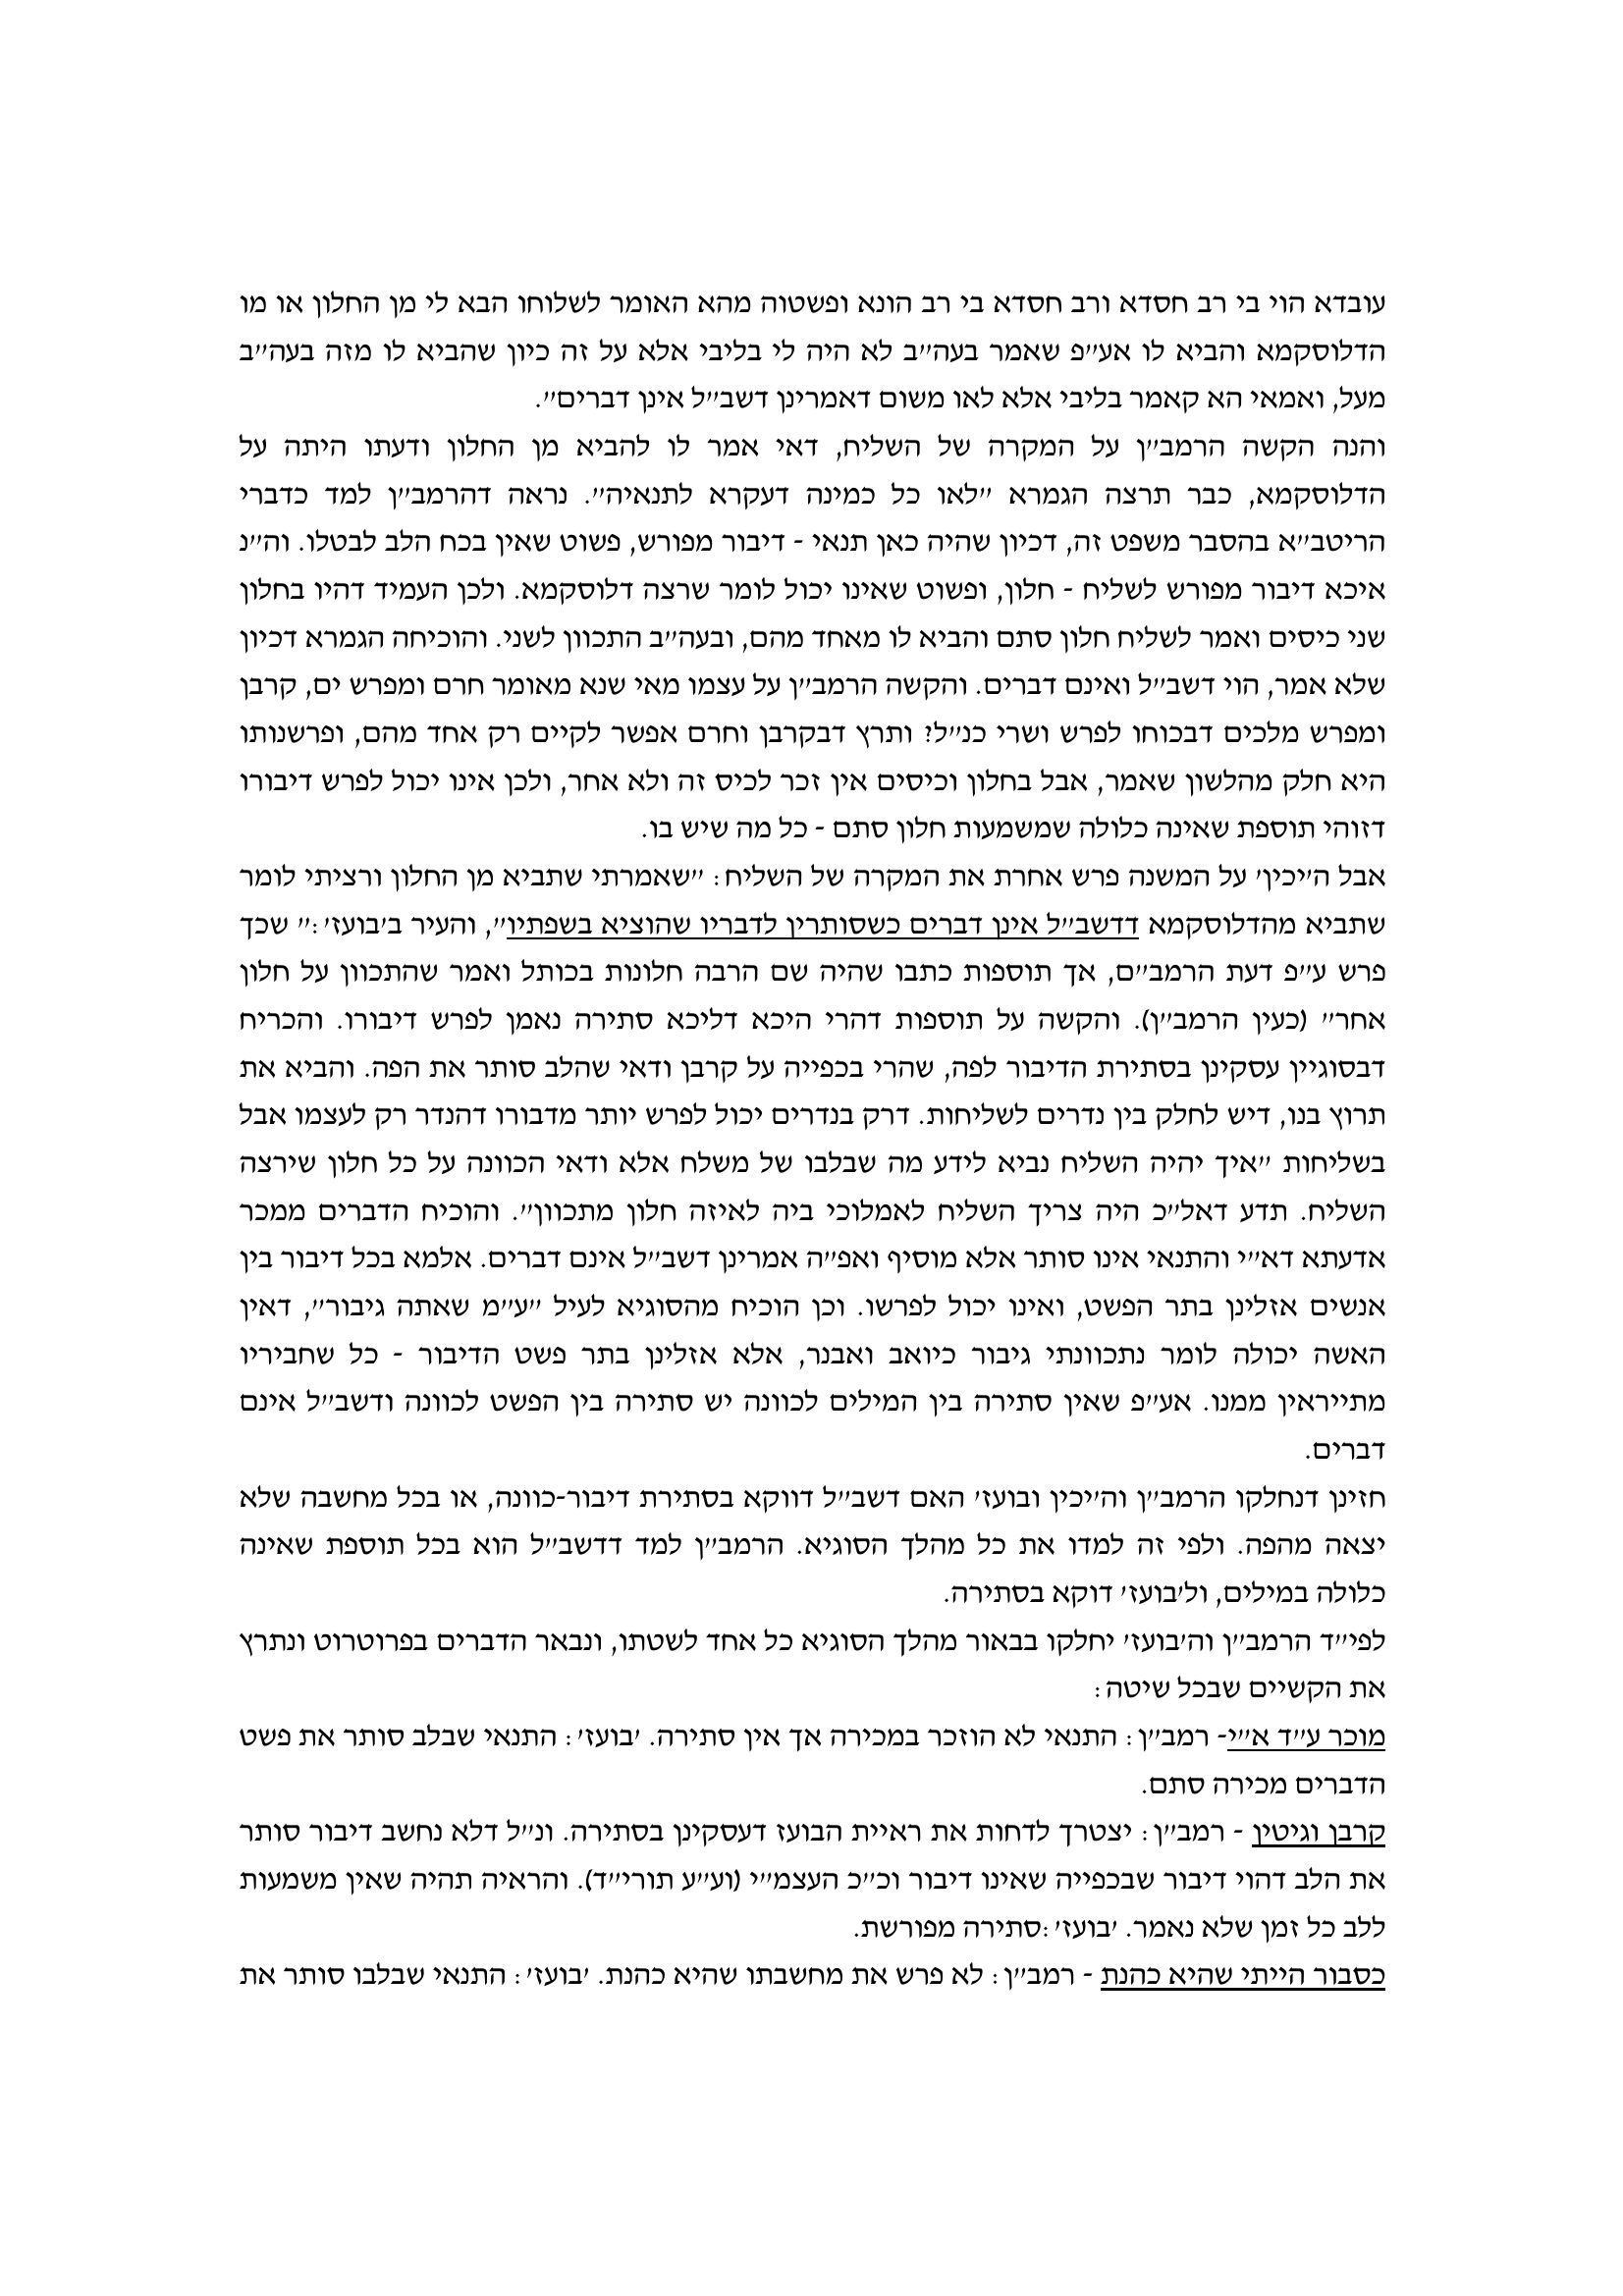 עובדא הוי בי רב חסדא ורב חסדא בי רב הונא ופשטוה מהא האומר לשלוחו הבא לי מן החלון או מו
הדלוסקמא והביא לו אע״פ שאמר בעה״ב לא היה לי בליבי אלא על זה כיון שהביא לו מזה בעה״ב
מעל, ואמאי הא קאמר בליבי אלא לאו משום דאמרינן דשב״ל אינן דברים״.
והנה הקשה הרמב״ן על המקרה של השליח, דאי אמר לו להביא מן החלון ודעתו היתה על
הדלוסקמא, כבר תרצה הגמרא ״לאו כל כמינה דעקרא לתנאיה״. נראה דהרמב״ן למד כדברי
הריטב״א בהסבר משפט זה, דכיון שהיה כאן תנאי - דיבור מפורש, פשוט שאין בכח הלב לבטלו. וה״נ
איכא דיבור מפורש לשליח - חלון, ופשוט שאינו יכול לומר שרצה דלוסקמא. ולכן העמיד דהיו בחלון
שני כיסים ואמר לשליח חלון סתם והביא לו מאחד מהם, ובעה״ב התכוון לשני. והוכיחה הגמרא דכיון
שלא אמר, הוי דשב״ל ואינם דברים. והקשה הרמב״ן על עצמו מאי שנא מאומר חרם ומפרש ים, קרבן
ומפרש מלכים דבכוחו לפרש ושרי כנ״ל? ותרץ דבקרבן וחרם אפשר לקיים רק אחד מהם, ופרשנותו
היא חלק מהלשון שאמר, אבל בחלון וכיסים אין זכר לכיס זה ולא אחר, ולכן אינו יכול לפרש דיבורו
דזוהי תוספת שאינה כלולה שמשמעות חלון סתם - כל מה שיש בו.
אבל ה׳יכין׳ על המשנה פרש אחרת את המקרה של השליח: ״שאמרתי שתביא מן החלון ורציתי לומר
שתביא מהדלוסקמא דדשב״ל אינן דברים כשסותרין לדבריו שהוציא בשפתיו״, והעיר ב׳בועז׳:״ שכך
פרש ע״פ דעת הרמב״ם, אך תוספות כתבו שהיה שם הרבה חלונות בכותל ואמר שהתכוון על חלון
אחר״ (כעין הרמב״ן). והקשה על תוספות דהרי היכא דליכא סתירה נאמן לפרש דיבורו. והכריח
דבסוגיין עסקינן בסתירת הדיבור לפה, שהרי בכפייה על קרבן ודאי שהלב סותר את הפה. והביא את
תרוץ בנו, דיש לחלק בין נדרים לשליחות. דרק בנדרים יכול לפרש יותר מדבורו דהנדר רק לעצמו אבל
בשליחות ״איך יהיה השליח נביא לידע מה שבלבו של משלח אלא ודאי הכוונה על כל חלון שירצה
השליח. תדע דאל״כ היה צריך השליח לאמלוכי ביה לאיזה חלון מתכוון״. והוכיח הדברים ממכר
אדעתא דא״י והתנאי אינו סותר אלא מוסיף ואפ״ה אמרינן דשב״ל אינם דברים. אלמא בכל דיבור בין
אנשים אזלינן בתר הפשט, ואינו יכול לפרשו. וכן הוכיח מהסוגיא לעיל ״ע״מ שאתה גיבור״, דאין
האשה יכולה לומר נתכוונתי גיבור כיואב ואבנר, אלא אזלינן בתר פשט הדיבור - כל שחביריו
מתייראין ממנו. אע״פ שאין סתירה בין המילים לכוונה יש סתירה בין הפשט לכוונה ודשב״ל אינם
דברים.
חזינן דנחלקו הרמב״ן וה׳יכין ובועז׳ האם דשב״ל דווקא בסתירת דיבור-כוונה, או בכל מחשבה שלא
יצאה מהפה. ולפי זה למדו את כל מהלך הסוגיא. הרמב״ן למד דדשב״ל הוא בכל תוספת שאינה
כלולה במילים, ול׳בועז׳ דוקא בסתירה.
לפי״ד הרמב״ן וה׳בועז׳ יחלקו בבאור מהלך הסוגיא כל אחד לשטתו, ונבאר הדברים בפרוטרוט ונתרץ
את הקשיים שבכל שיטה:
מוכר ע״ד א״י- רמב״ן: התנאי לא הוזכר במכירה אך אין סתירה. ׳בועז׳: התנאי שבלב סותר את פשט
הדברים מכירה סתם.
קרבן וגיטין - רמב״ן: יצטרך לדחות את ראיית הבועז דעסקינן בסתירה. ונ״ל דלא נחשב דיבור סותר
את הלב דהוי דיבור שבכפייה שאינו דיבור וכ״כ העצמ״י (וע״ע תורי״ד). והראיה תהיה שאין משמעות
ללב כל זמן שלא נאמר. ׳בועז׳:סתירה מפורשת.
כסבור הייתי שהיא כהנת - רמב״ן: לא פרש את מחשבתו שהיא כהנת. ׳בועז׳: התנאי שבלבו סותר את